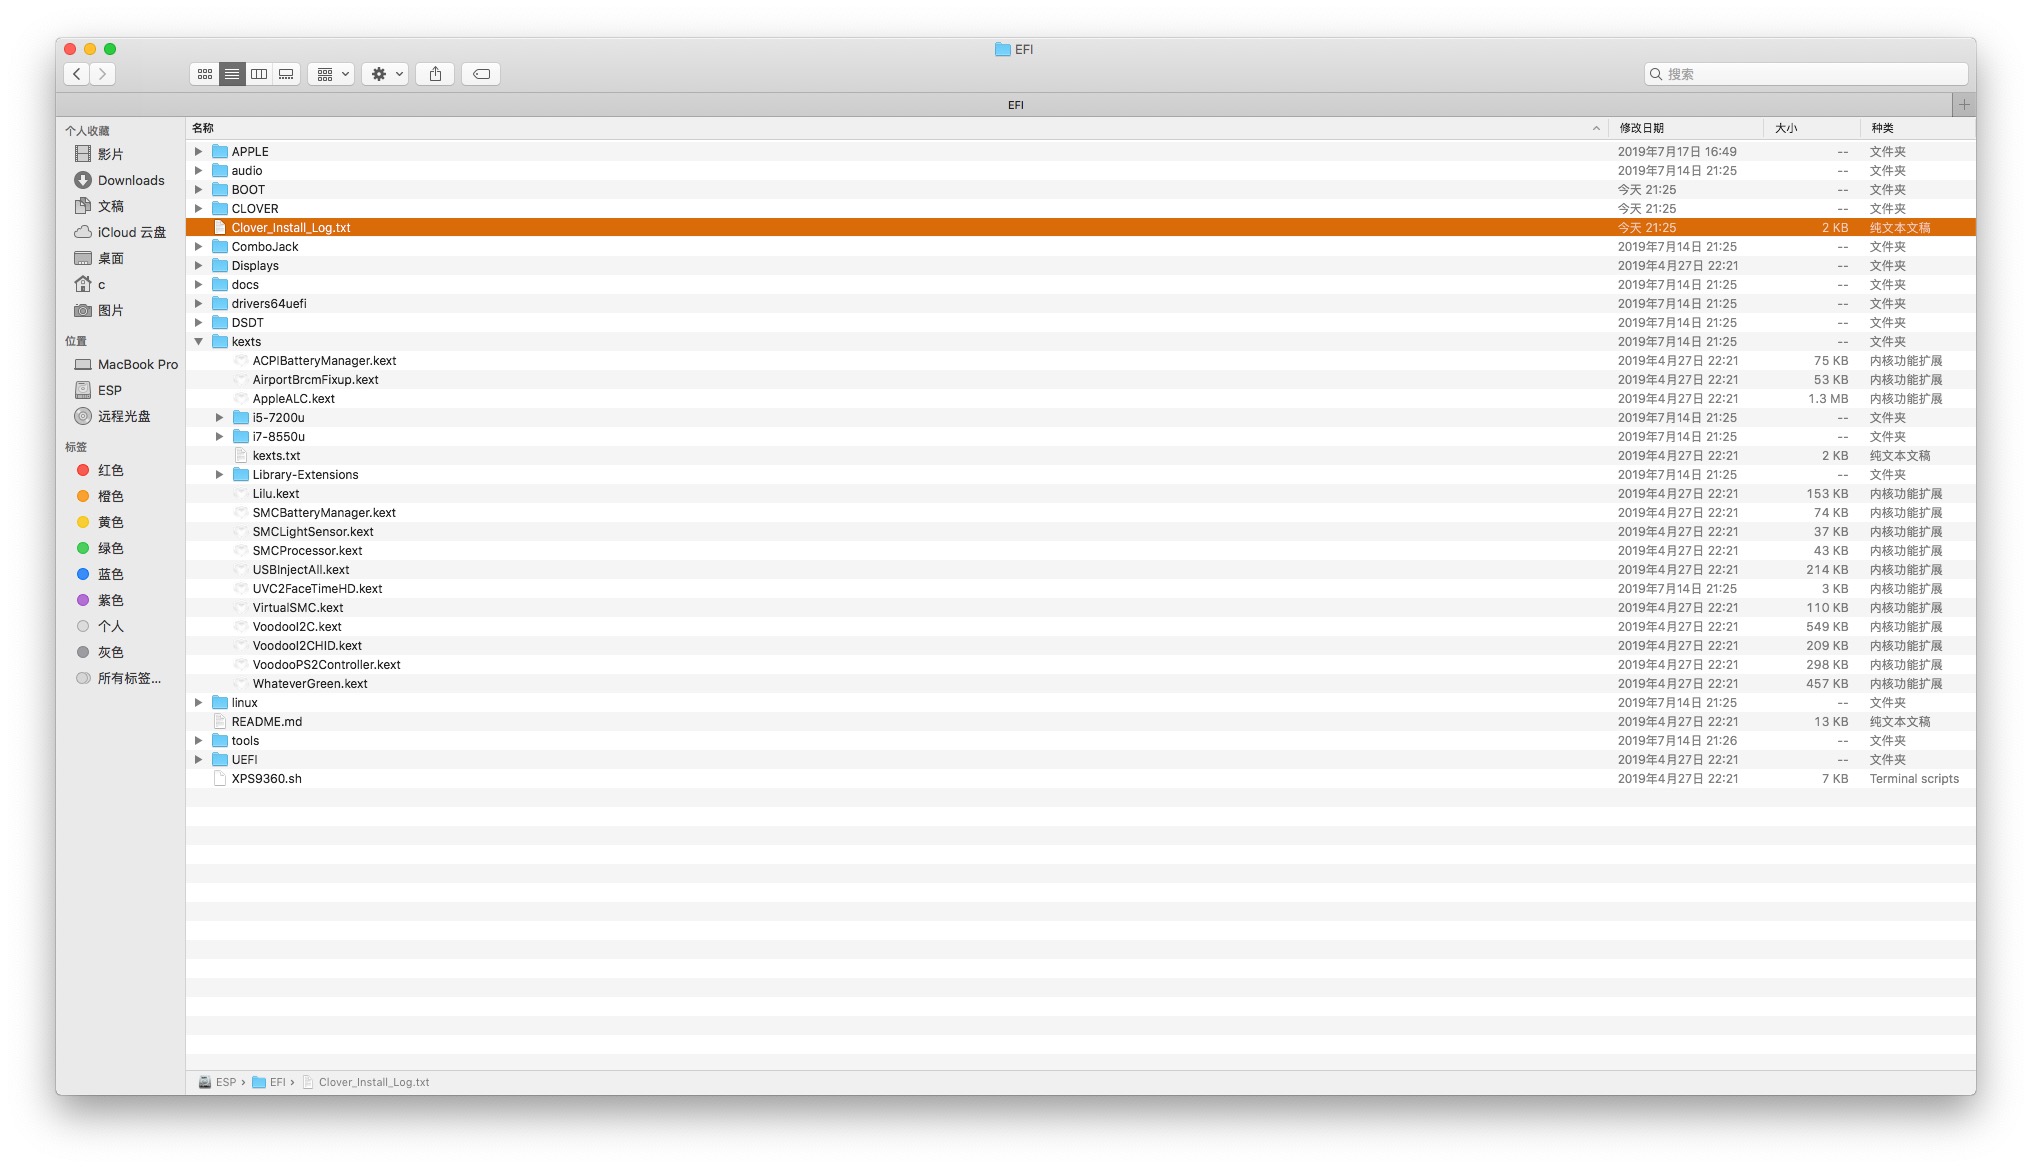 EFI
搜索
EFI
个人收藏
影片
Downloads
文稿
iCloud 云盘
桌面
c
图片
位置
MacBook Pro
ESP
远程光盘
标签
红色
橙色
黄色
绿色
蓝色
紫色
个人
灰色
所有标签...
名称 修改日期 大小 种类
APPLE 2019年7月17日 16:49 -- 文件夹
audio 2019年7月14日 21:25 -- 文件夹
BOOT 今天 21:25 -- 文件夹
CLOVER 今天 21:25 -- 文件夹
Clover_Install_Log.txt 今天 21:25 2 KB 纯文本文稿
ComboJack 2019年7月14日 21:25 -- 文件夹
Displays 2019年4月27日 22:21 -- 文件夹
docs 2019年7月14日 21:25 -- 文件夹
drivers64uefi 2019年7月14日 21:25 -- 文件夹
DSDT 2019年7月14日 21:25 -- 文件夹
kexts 2019年7月14日 21:25 -- 文件夹
ACPIBatteryManager.kext 2019年4月27日 22:21 75 KB 内核功能扩展
AirportBrcmFixup.kext 2019年4月27日 22:21 53 KB 内核功能扩展
AppleALC.kext 2019年4月27日 22:21 1.3 MB 内核功能扩展
i5-7200u 2019年7月14日 21:25 -- 文件夹
i7-8550u 2019年7月14日 21:25 -- 文件夹
kexts.txt 2019年4月27日 22:21 2 KB 纯文本文稿
Library-Extensions 2019年7月14日 21:25 -- 文件夹
Lilu.kext 2019年4月27日 22:21 153 KB 内核功能扩展
SMCBatteryManager.kext 2019年4月27日 22:21 74 KB 内核功能扩展
SMCLightSensor.kext 2019年4月27日 22:21 37 KB 内核功能扩展
SMCProcessor.kext 2019年4月27日 22:21 43 KB 内核功能扩展
USBInjectAll.kext 2019年4月27日 22:21 214 KB 内核功能扩展
UVC2FaceTimeHD.kext 2019年7月14日 21:25 3 KB 内核功能扩展
VirtualSMC.kext 2019年4月27日 22:21 110 KB 内核功能扩展
VoodooI2C.kext 2019年4月27日 22:21 549 KB 内核功能扩展
VoodooI2CHID.kext 2019年4月27日 22:21 209 KB 内核功能扩展
VoodooPS2Controller.kext 2019年4月27日 22:21 298 KB 内核功能扩展
WhateverGreen.kext 2019年4月27日 22:21 457 KB 内核功能扩展
linux 2019年7月14日 21:25 -- 文件夹
README.md 2019年4月27日 22:21 13 KB 纯文本文稿
tools 2019年7月14日 21:26 -- 文件夹
UEFI 2019年4月27日 22:21 -- 文件夹
XPS9360.sh 2019年4月27日 22:21 7 KB Terminal scripts
ESP › EFI › Clover_Install_Log.txt